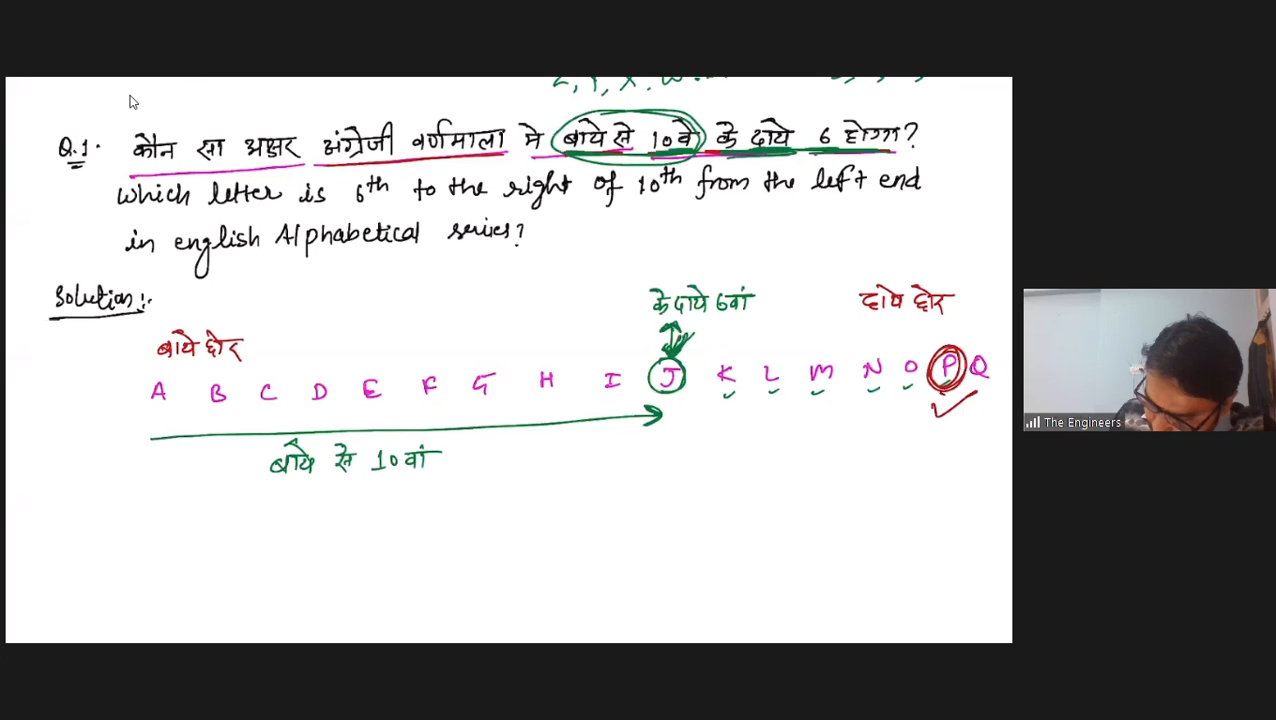 Z, Y, X, W
Q.1. कौन सा अक्षर अंग्रेजी वर्णमाला मे बाये से 10वे के दाये 6 होगा?
Which letter is 6th to the right of 10th from the left end
in english Alphabetical series?
Solution:-
के दाये 6वां
दाये छोर
बाये छोर
A B C D E F G H I J K L M N O P Q
बाये से 10वां
The Engineers